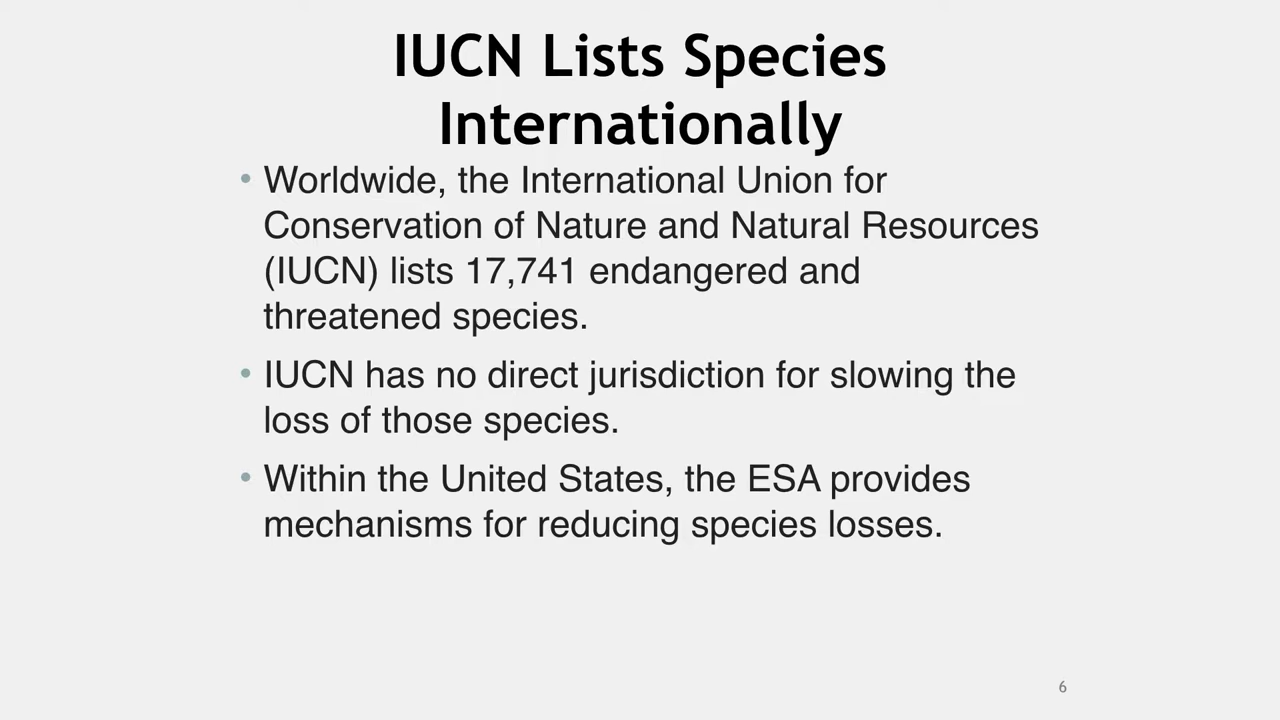 IUCN Lists Species
Internationally
• Worldwide, the International Union for
Conservation of Nature and Natural Resources
(IUCN) lists 17,741 endangered and
threatened species.
• IUCN has no direct jurisdiction for slowing the
loss of those species.
• Within the United States, the ESA provides
mechanisms for reducing species losses.
6